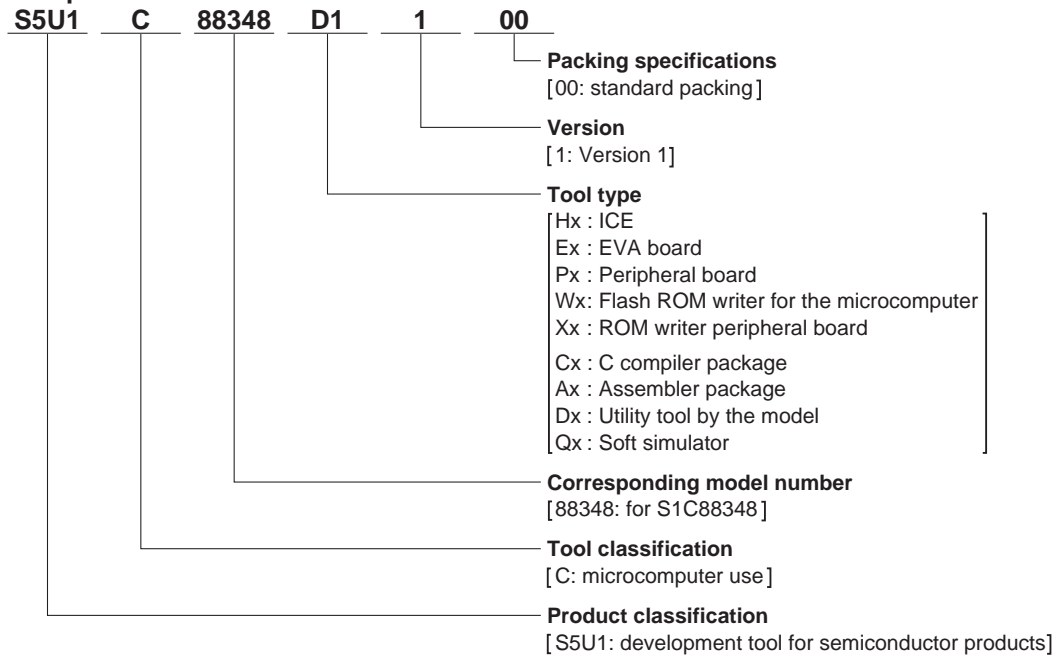 S5U1 C 88348 D1 1 00
Packing specifications
[00: standard packing]
Version
[1: Version 1]
Tool type
Hx : ICE
Ex : EVA board
Px : Peripheral board
Wx: Flash ROM writer for the microcomputer
Xx : ROM writer peripheral board
Cx : C compiler package
Ax : Assembler package
Dx : Utility tool by the model
Qx : Soft simulator
Corresponding model number
[88348: for S1C88348]
Tool classification
[C: microcomputer use]
Product classification
[S5U1: development tool for semiconductor products]